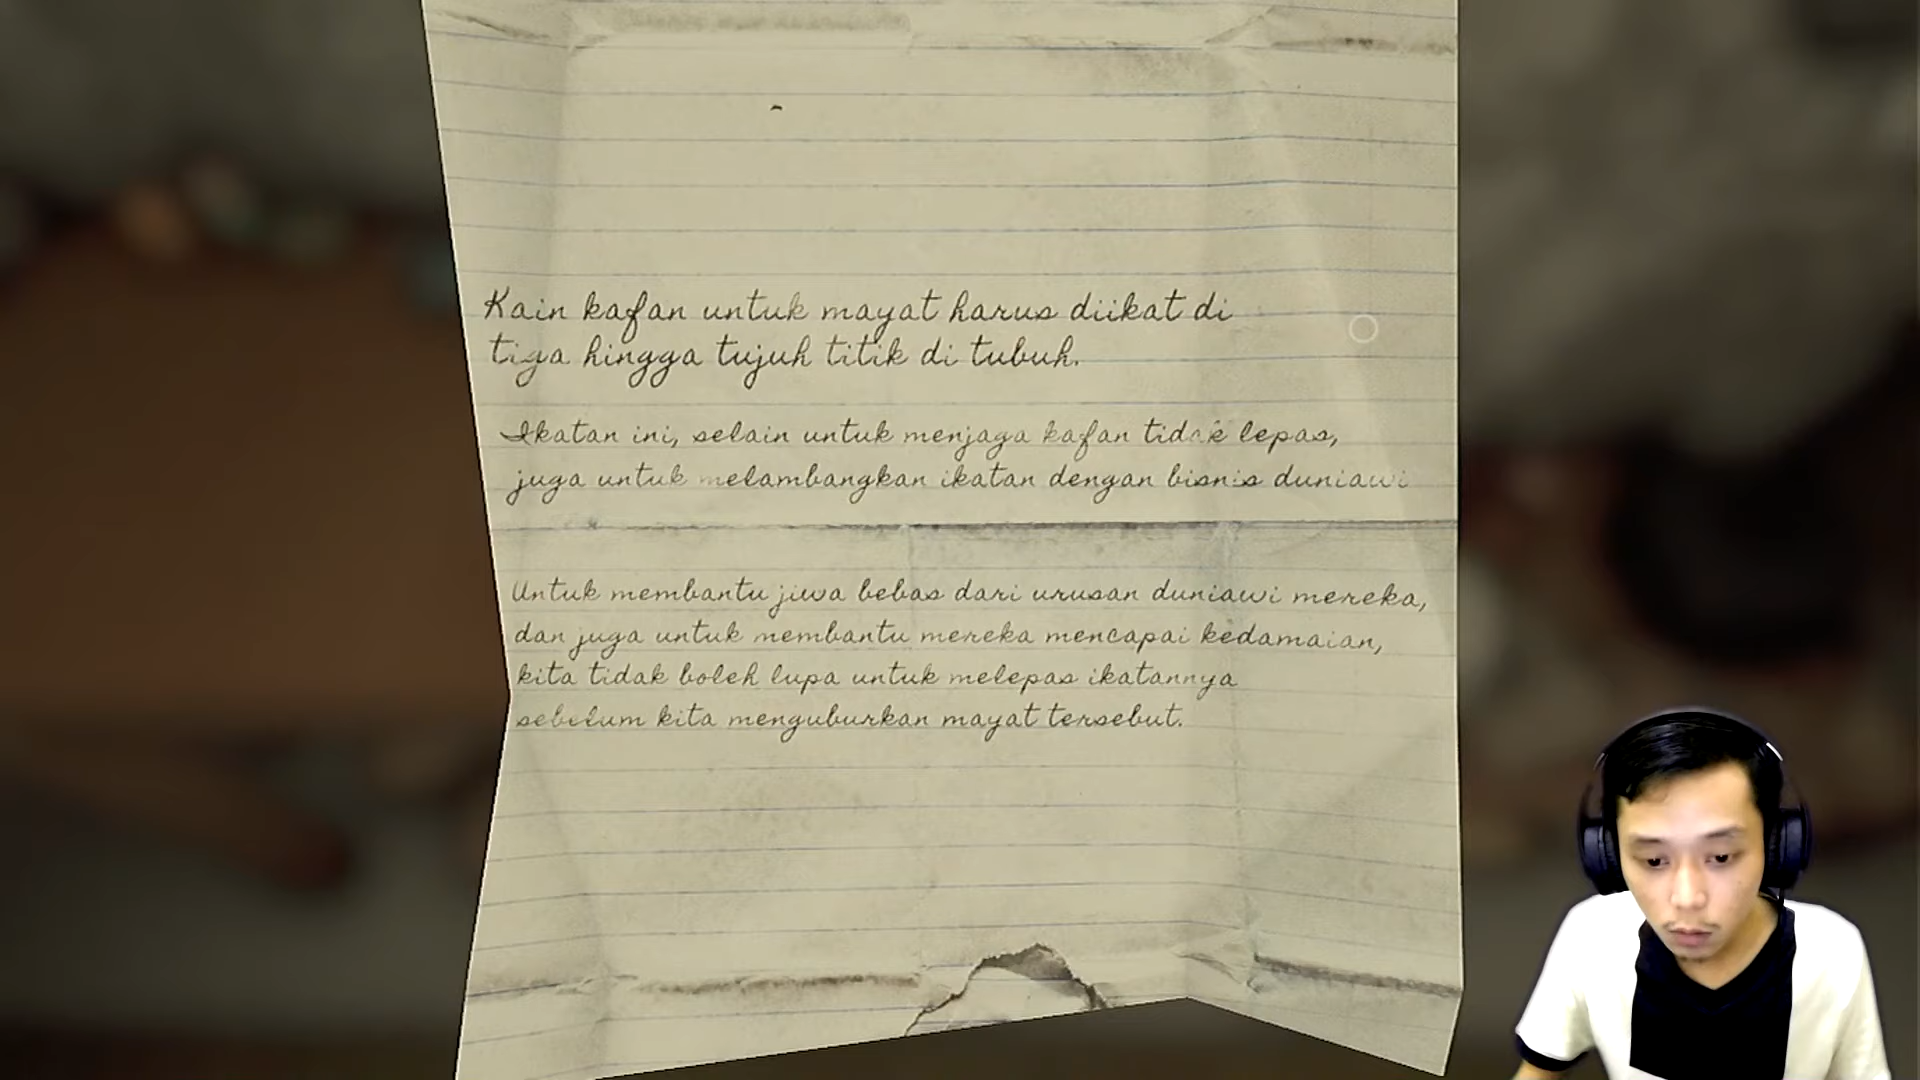 Kain kafan untuk mayat harus diikat di
tiga hingga tujuh titik di tubuh.
Ikatan ini, selain untuk menjaga kafan tidak lepas,
juga untuk melambangkan ikatan dengan bisnis duniawi
Untuk membantu jiwa bebas dari urusan duniawi mereka,
dan juga untuk membantu mereka mencapai kedamaian,
kita tidak boleh lupa untuk melepas ikatannya
sebelum kita menguburkan mayat tersebut.